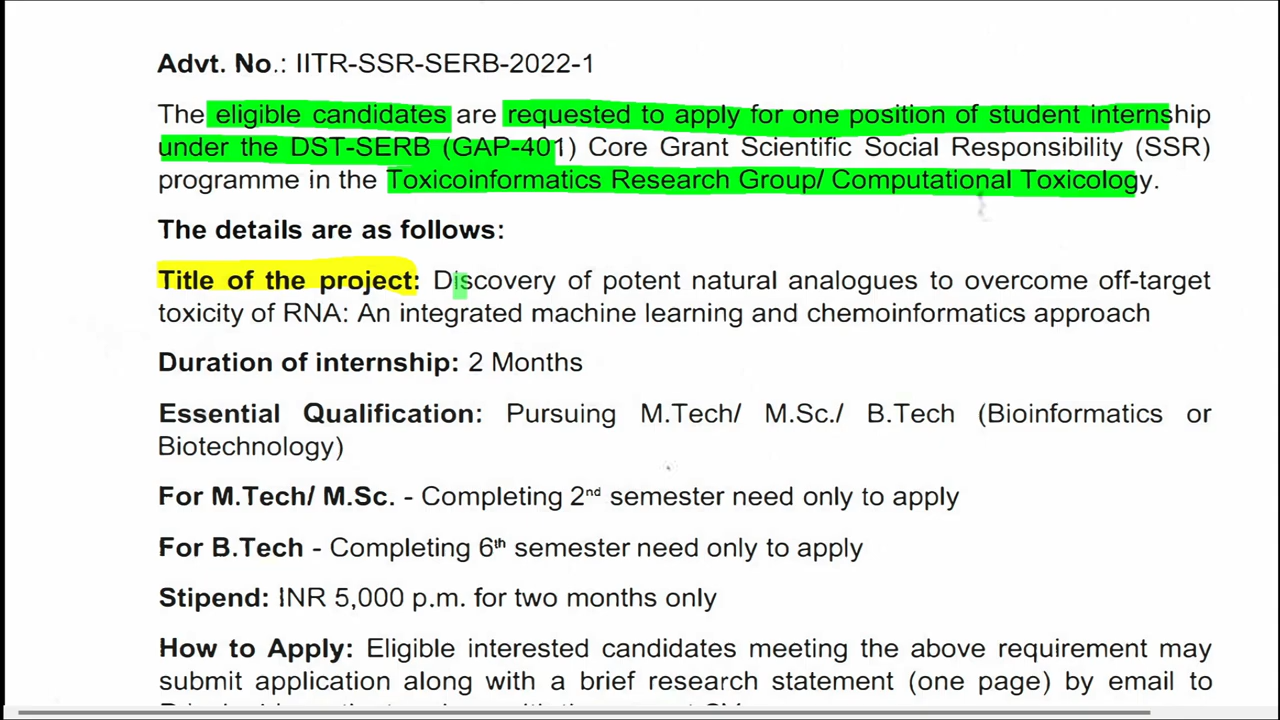 Advt. No.: IITR-SSR-SERB-2022-1
The eligible candidates are requested to apply for one position of student internship
under the DST-SERB (GAP-401) Core Grant Scientific Social Responsibility (SSR)
programme in the Toxicoinformatics Research Group/ Computational Toxicology.
The details are as follows:
Title of the project: Discovery of potent natural analogues to overcome off-target
toxicity of RNA: An integrated machine learning and chemoinformatics approach
Duration of internship: 2 Months
Essential Qualification: Pursuing M.Tech/ M.Sc./ B.Tech (Bioinformatics or
Biotechnology)
For M.Tech/ M.Sc. - Completing 2nd semester need only to apply
For B.Tech - Completing 6th semester need only to apply
Stipend: INR 5,000 p.m. for two months only
How to Apply: Eligible interested candidates meeting the above requirement may
submit application along with a brief research statement (one page) by email to